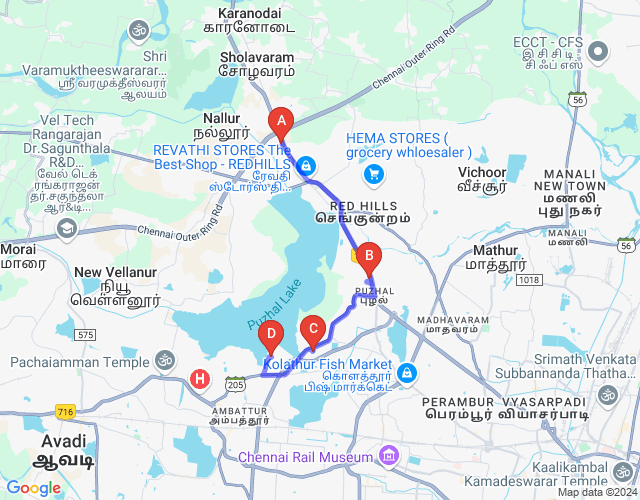 Karanodai
காரனோடை
Sholavaram
சோழவரம்
Shri
Varamuktheeswararar...
ஸ்ரீ வரமுக்தீஸ்வரர்
ஆலயம்
ECCT - CFS
இ சி சி டி -
சி ஃப் எஸ்
Chennai Outer Ring Rd
56
Nallur
நல்லூர்
A
Vel Tech
Rangarajan
Dr.Sagunthala
R&D...
வேல் டெக்
ரங்கராஜன்
தர்.சகுந்தலா
ஆர&டி...
REVATHI STORES The
Best Shop - REDHILLS
ரேவதி
ஸ்டோர்ஸ் தி...
HEMA STORES (
grocery whloesaler )
Vichoor
விச்சூர்
MANALI
NEW TOWN
மணலி
புது நகர்
RED HILLS
செங்குன்றம்
Chennai Outer Ring Rd
MANALI
மணலி
Morai
மாரை
New Vellanur
நியூ
வெள்ளனூர்
Mathur
மாத்தூர்
B
1018
56
Puzhal Lake
PUZHAL
புழல்
MADHAVARAM
மாதவரம்
575
D
C
Pachaiamman Temple
Kolathur Fish Market
கொளத்தூர்
பிஷ் மார்க்கெட்
Srimath Venkata
Subbannanda Thatha...
H
205
PERAMBUR
பெரம்பூர்
VYASARPADI
வியாசர்பாடி
716
AMBATTUR
அம்பத்தூர்
Avadi
ஆவடி
Chennai Rail Museum
Kaalikambal
Kamadeswarar Temple
Google
Map data ©2024